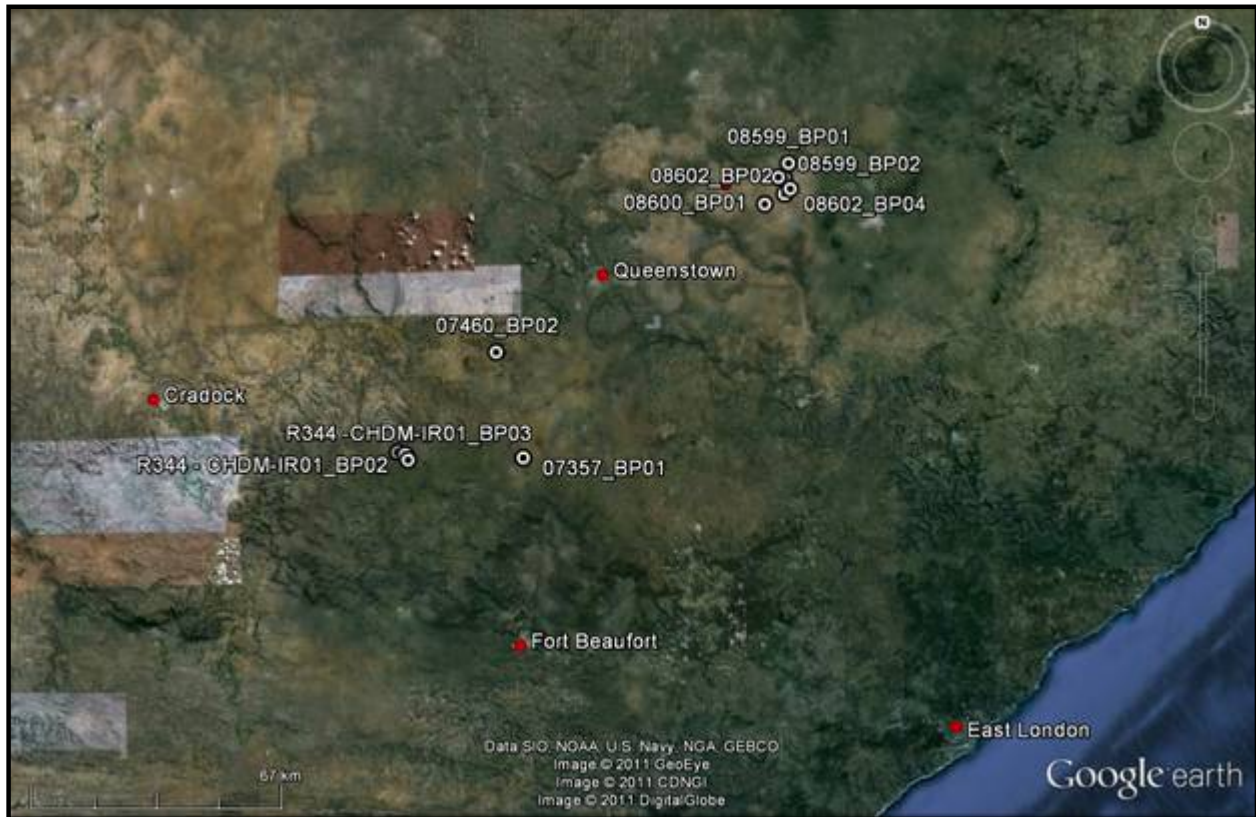 N
08599_BP01
08599_BP02
08602_BP02
08600_BP01
08602_BP04
Queenstown
07460_BP02
Cradock
R344 -CHDM-IR01_BP03
R344 - CHDM-IR01_BP02
07357_BP01
Fort Beaufort
East London
Data SIO, NOAA, U.S. Navy, NGA, GEBCO
Image © 2011 GeoEye
67 km
Image © 2011 CDNGI
Image © 2011 DigitalGlobe
Google earth